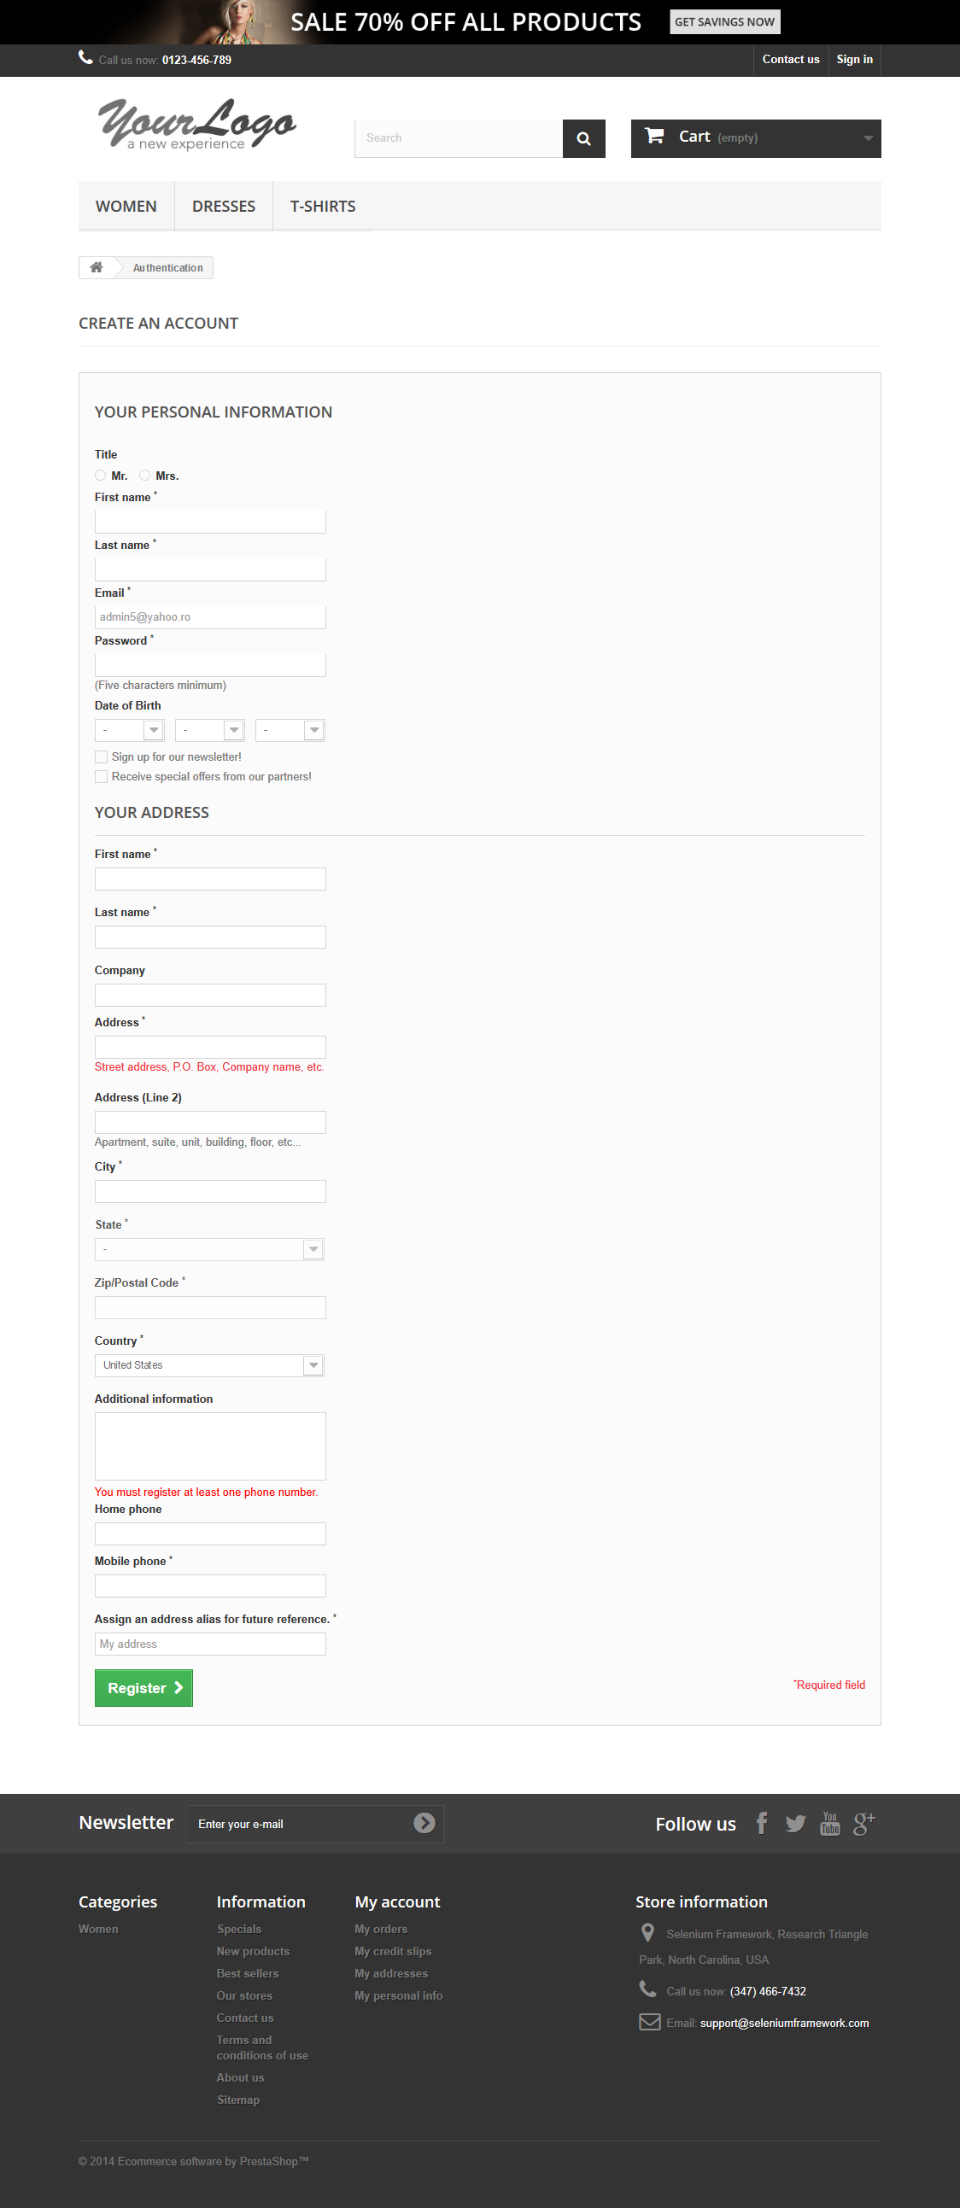 SALE 70% OFF ALL PRODUCTS GET SAVINGS NOW
Call us now: 0123-456-789 Contact us Sign in
YourLogo
a new experience
Search Cart (empty)
WOMEN DRESSES T-SHIRTS
Authentication
CREATE AN ACCOUNT
YOUR PERSONAL INFORMATION
Title
Mr. Mrs.
First name *
Last name *
Email *
admin5@yahoo.ro
Password *
(Five characters minimum)
Date of Birth
- - -
Sign up for our newsletter!
Receive special offers from our partners!
YOUR ADDRESS
First name *
Last name *
Company
Address *
Street address, P.O. Box, Company name, etc.
Address (Line 2)
Apartment, suite, unit, building, floor, etc...
City *
State *
-
Zip/Postal Code *
Country *
United States
Additional information
You must register at least one phone number.
Home phone
Mobile phone *
Assign an address alias for future reference. *
My address
Register *Required field
Newsletter Enter your e-mail Follow us f You Tube g+
Categories Information My account Store information
Women Specials My orders Selenium Framework, Research Triangle
New products My credit slips Park, North Carolina, USA
Best sellers My addresses Call us now: (347) 466-7432
Our stores My personal info
Contact us Email: support@seleniumframework.com
Terms and
conditions of use
About us
Sitemap
© 2014 Ecommerce software by PrestaShop™